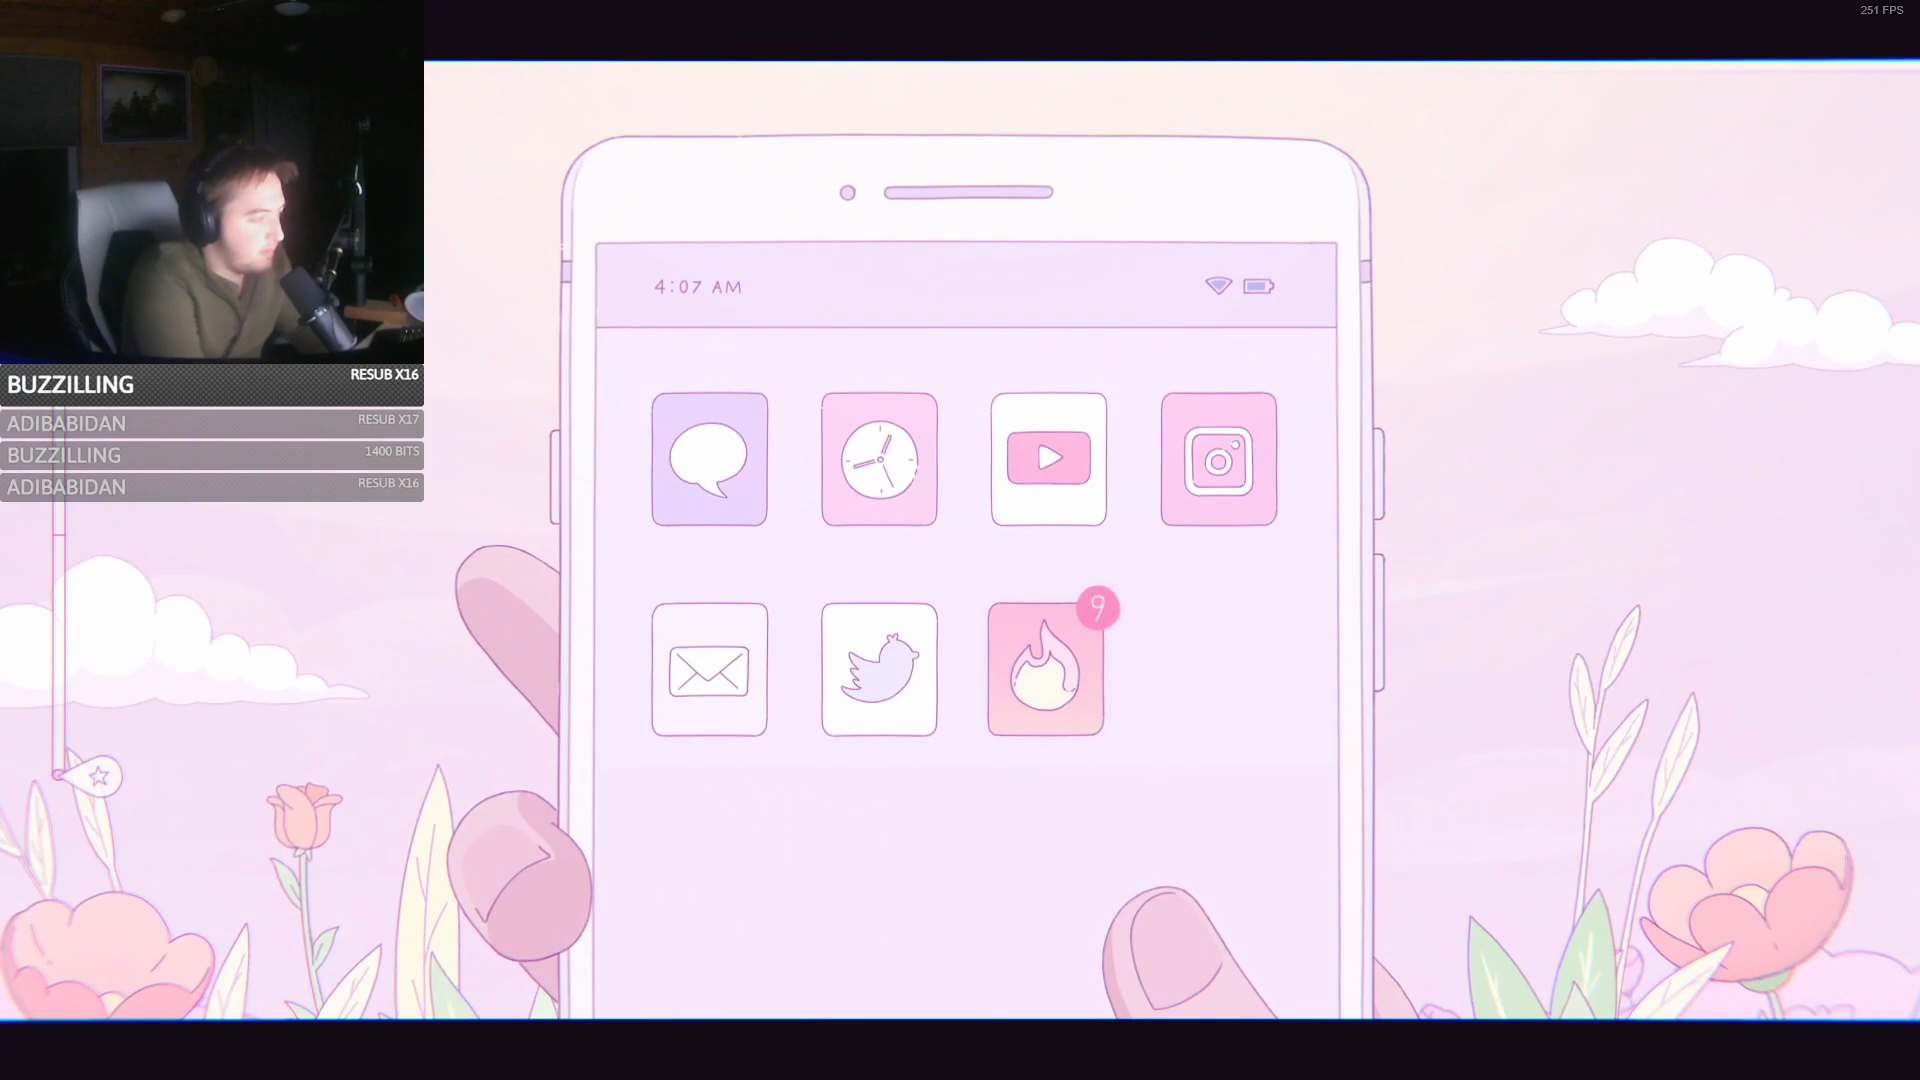 251 FPS
4:07 AM
BUZZILLING RESUB X16
ADIBABIDAN RESUB X17
BUZZILLING 1400 BITS
ADIBABIDAN RESUB X16
9